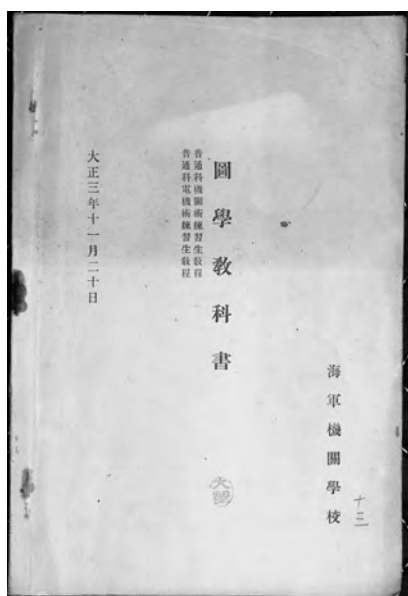 海軍機關學校
圖學教科書
普通科機關術練習生教程
普通科電機術練習生教程
大正三年十一月二十日
十三